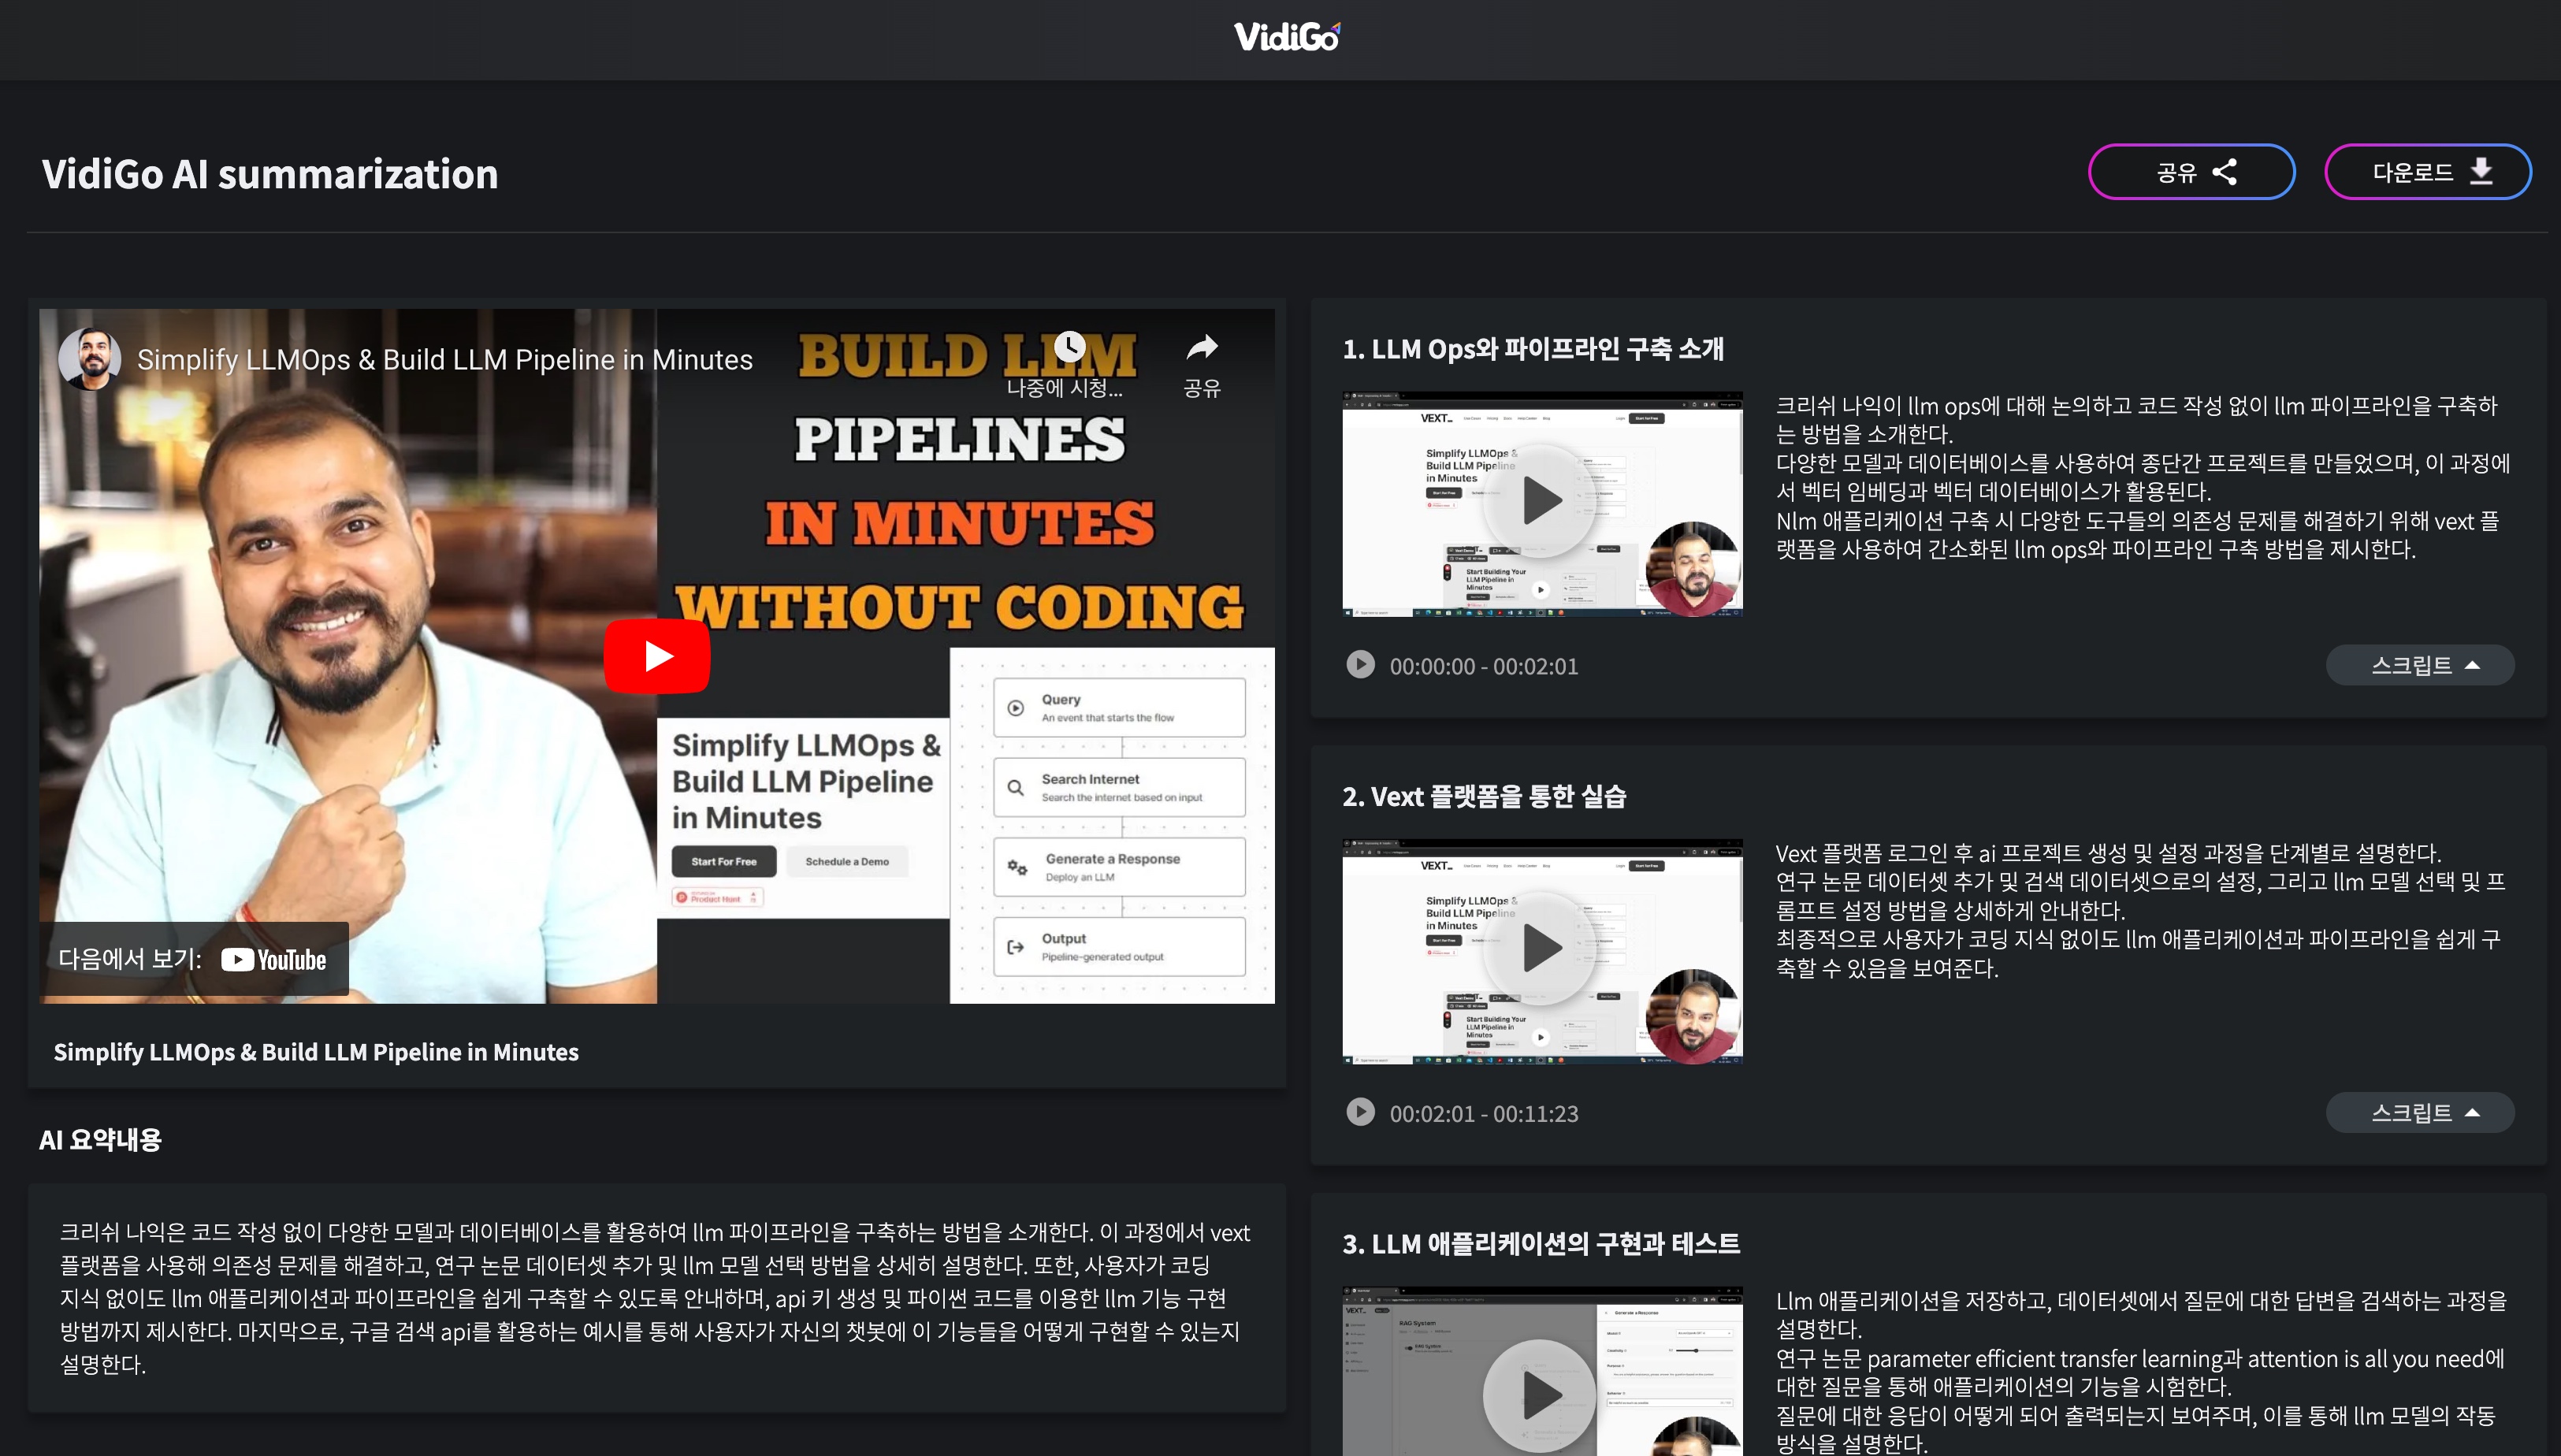 VidiGo
VidiGo AI summarization
공유
다운로드
Simplify LLMOps & Build LLM Pipeline in Minutes
나중에 시청...
공유
BUILD LLM
PIPELINES
IN MINUTES
WITHOUT CODING
Simplify LLMOps &
Build LLM Pipeline
in Minutes
Start For Free
Schedule a Demo
Product Hunt
Query
An event that starts the flow
Search Internet
Search the internet based on input
Generate a Response
Deploy an LLM
Output
Pipeline-generated output
다음에서 보기:
YouTube
Simplify LLMOps & Build LLM Pipeline in Minutes
AI 요약내용
크리쉬 나익은 코드 작성 없이 다양한 모델과 데이터베이스를 활용하여 llm 파이프라인을 구축하는 방법을 소개한다. 이 과정에서 vext
플랫폼을 사용해 의존성 문제를 해결하고, 연구 논문 데이터셋 추가 및 llm 모델 선택 방법을 상세히 설명한다. 또한, 사용자가 코딩
지식 없이도 llm 애플리케이션과 파이프라인을 쉽게 구축할 수 있도록 안내하며, api 키 생성 및 파이썬 코드를 이용한 llm 기능 구현
방법까지 제시한다. 마지막으로, 구글 검색 api를 활용하는 예시를 통해 사용자가 자신의 챗봇에 이 기능들을 어떻게 구현할 수 있는지
설명한다.
1. LLM Ops와 파이프라인 구축 소개
VEXT_
Simplify LLMOps &
Build LLM Pipeline
in Minutes
Start Building Your
LLM Pipeline in
Minutes
크리쉬 나익이 llm ops에 대해 논의하고 코드 작성 없이 llm 파이프라인을 구축하
는 방법을 소개한다.
다양한 모델과 데이터베이스를 사용하여 종단간 프로젝트를 만들었으며, 이 과정에
서 벡터 임베딩과 벡터 데이터베이스가 활용된다.
Nlm 애플리케이션 구축 시 다양한 도구들의 의존성 문제를 해결하기 위해 vext 플
랫폼을 사용하여 간소화된 llm ops와 파이프라인 구축 방법을 제시한다.
00:00:00 - 00:02:01
스크립트
2. Vext 플랫폼을 통한 실습
VEXT_
Simplify LLMOps &
Build LLM Pipeline
in Minutes
Start Building Your
LLM Pipeline in
Minutes
Vext 플랫폼 로그인 후 ai 프로젝트 생성 및 설정 과정을 단계별로 설명한다.
연구 논문 데이터셋 추가 및 검색 데이터셋으로의 설정, 그리고 llm 모델 선택 및 프
롬프트 설정 방법을 상세하게 안내한다.
최종적으로 사용자가 코딩 지식 없이도 llm 애플리케이션과 파이프라인을 쉽게 구
축할 수 있음을 보여준다.
00:02:01 - 00:11:23
스크립트
3. LLM 애플리케이션의 구현과 테스트
VEXT_
RAG System
Generate a Response
Llm 애플리케이션을 저장하고, 데이터셋에서 질문에 대한 답변을 검색하는 과정을
설명한다.
연구 논문 parameter efficient transfer learning과 attention is all you need에
대한 질문을 통해 애플리케이션의 기능을 시험한다.
질문에 대한 응답이 어떻게 되어 출력되는지 보여주며, 이를 통해 llm 모델의 작동
방식을 설명한다.